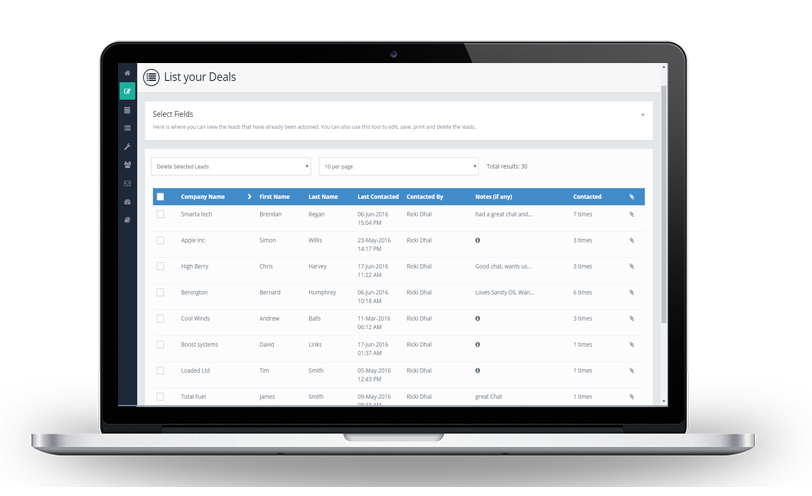 List your Deals
Select Fields
Here is where you can view the leads that have already been actioned. You can also use this tool to edit, save, print and delete the leads.
Delete Selected Leads 10 per page Total results: 30
Company Name First Name Last Name Last Contacted Contacted By Notes (if any) Contacted
Smarta tech Brendan Regan 06-Jun-2016 Ricki Dhal had a great chat and... 7 times
15:04 PM
Apple Inc Simon Willis 23-May-2016 Ricki Dhal 3 times
14:17 PM
High Berry Chris Harvey 17-Jun-2016 Ricki Dhal Good chat, wants us... 3 times
11:22 AM
Benington Bernard Humphrey 06-Jun-2016 Ricki Dhal Loves Sanity OS, Wan... 6 times
10:18 AM
Cool Winds Andrew Balls 11-Mar-2016 Ricki Dhal 3 times
06:12 AM
Boost systems David Links 17-Jun-2016 Ricki Dhal 1 times
01:37 AM
Loaded Ltd Tim Smith 05-May-2016 Ricki Dhal 1 times
12:43 PM
Total Fuel James Smith 09-May-2016 Ricki Dhal great Chat 1 times